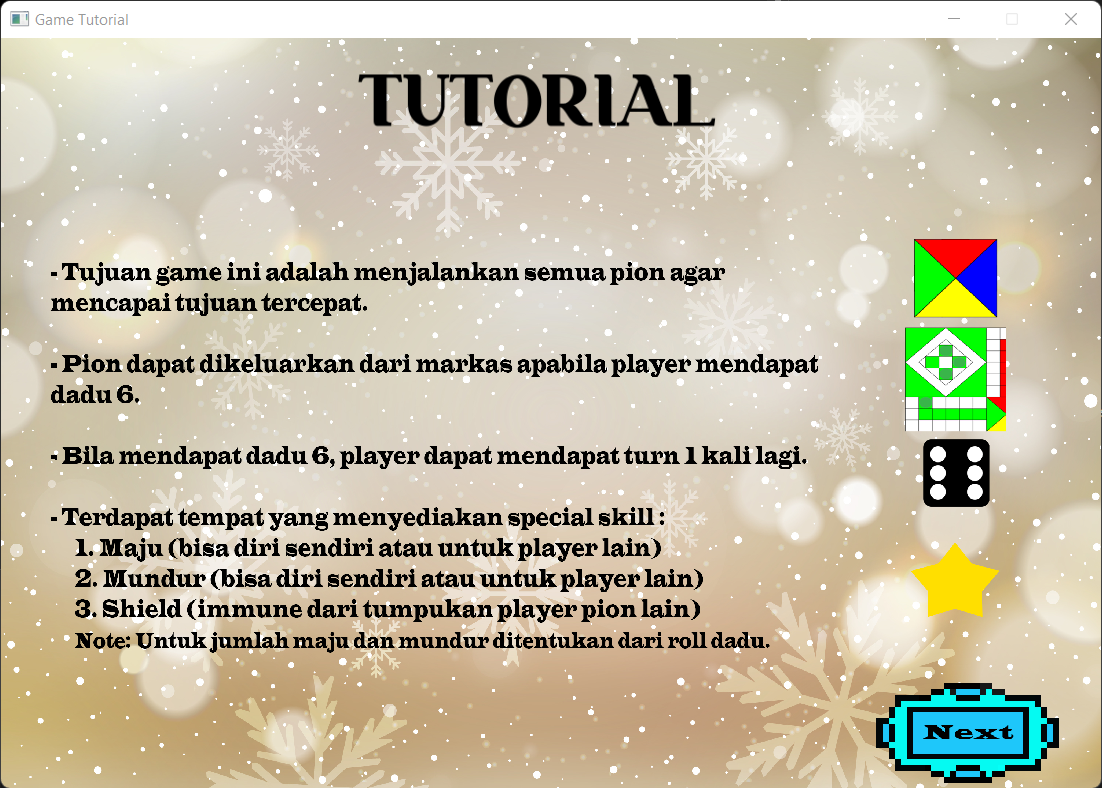 Game Tutorial
TUTORIAL
- Tujuan game ini adalah menjalankan semua pion agar
mencapai tujuan tercepat.
- Pion dapat dikeluarkan dari markas apabila player mendapat
dadu 6.
- Bila mendapat dadu 6, player dapat mendapat turn 1 kali lagi.
- Terdapat tempat yang menyediakan special skill :
1. Maju (bisa diri sendiri atau untuk player lain)
2. Mundur (bisa diri sendiri atau untuk player lain)
3. Shield (immune dari tumpukan player pion lain)
Note: Untuk jumlah maju dan mundur ditentukan dari roll dadu.
Next